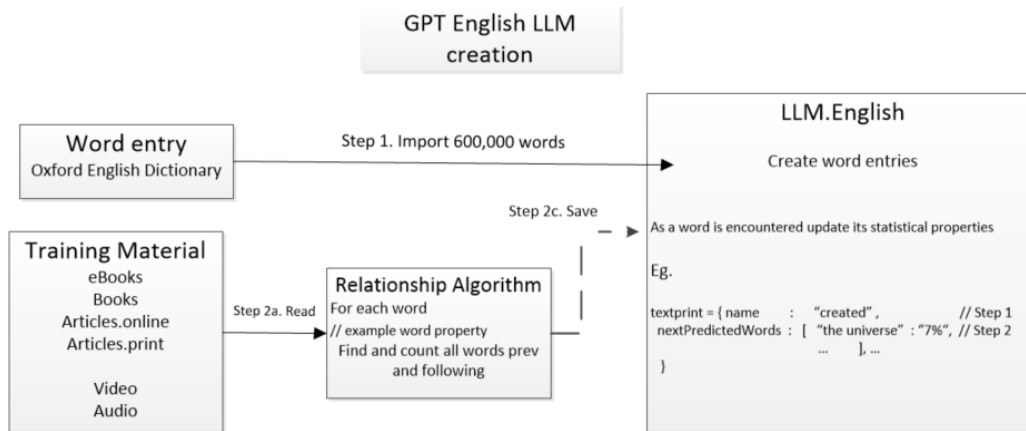 GPT English LLM
creation
Word entry
Oxford English Dictionary
Step 1. Import 600,000 words
LLM.English
Create word entries
Training Material
eBooks
Books
Articles.online
Articles.print
Video
Audio
Step 2a. Read
Relationship Algorithm
For each word
// example word property
Find and count all words prev
and following
Step 2c. Save
As a word is encountered update its statistical properties
Eg.
textprint = { name : "created" , // Step 1
nextPredictedWords : [ "the universe" : "7%", // Step 2
... ], ...
}